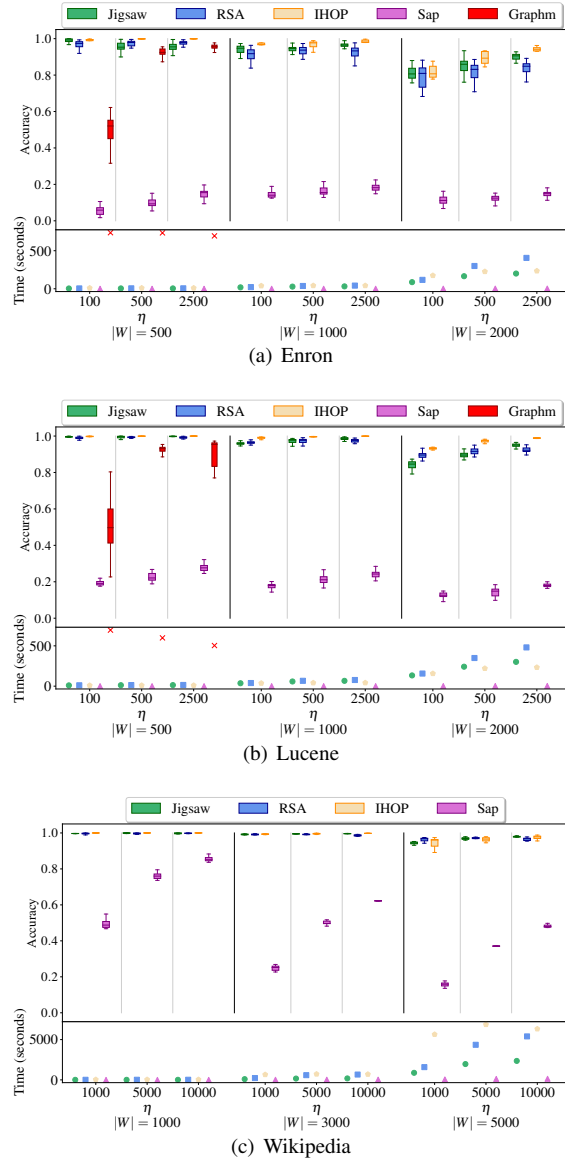 Jigsaw RSA IHOP Sap Graphm
1.0
0.8
0.6
0.4
0.2
0.0
Accuracy
500
0
Time (seconds)
100 500 2500 100 500 2500 100 500 2500
η η η
|W| = 500 |W| = 1000 |W| = 2000
(a) Enron
Jigsaw RSA IHOP Sap Graphm
1.0
0.8
0.6
0.4
0.2
0.0
Accuracy
500
0
Time (seconds)
100 500 2500 100 500 2500 100 500 2500
η η η
|W| = 500 |W| = 1000 |W| = 2000
(b) Lucene
Jigsaw RSA IHOP Sap
1.0
0.8
0.6
0.4
0.2
0.0
Accuracy
5000
0
Time (seconds)
1000 5000 10000 1000 5000 10000 1000 5000 10000
η η η
|W| = 1000 |W| = 3000 |W| = 5000
(c) Wikipedia